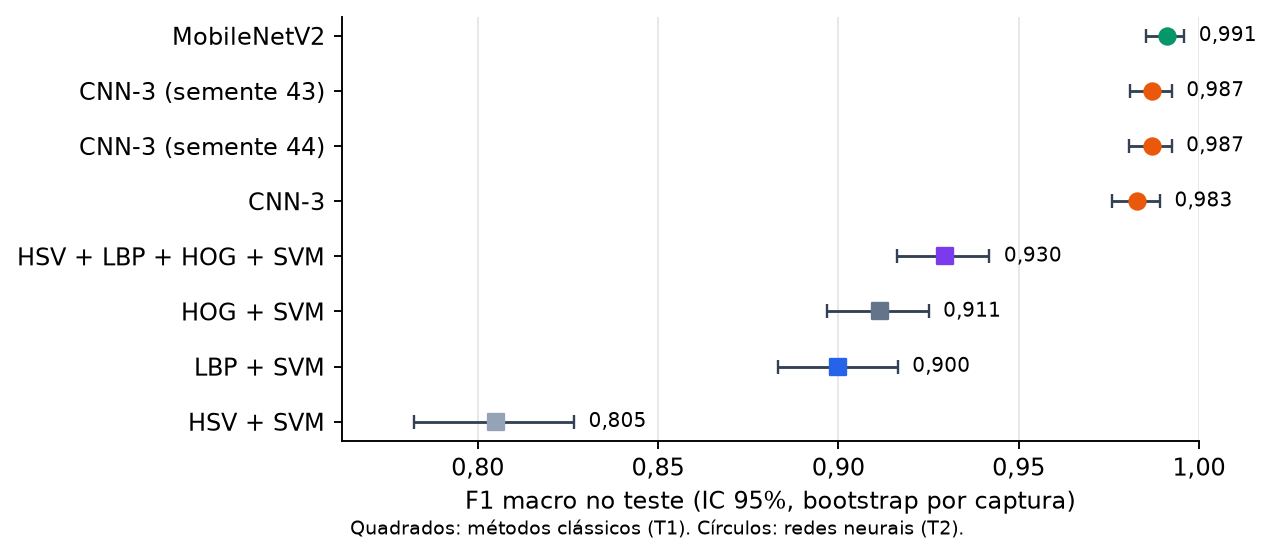 MobileNetV2 0,991
CNN-3 (semente 43) 0,987
CNN-3 (semente 44) 0,987
CNN-3 0,983
HSV + LBP + HOG + SVM 0,930
HOG + SVM 0,911
LBP + SVM 0,900
HSV + SVM 0,805
0,80 0,85 0,90 0,95 1,00
F1 macro no teste (IC 95%, bootstrap por captura)
Quadrados: métodos clássicos (T1). Círculos: redes neurais (T2).